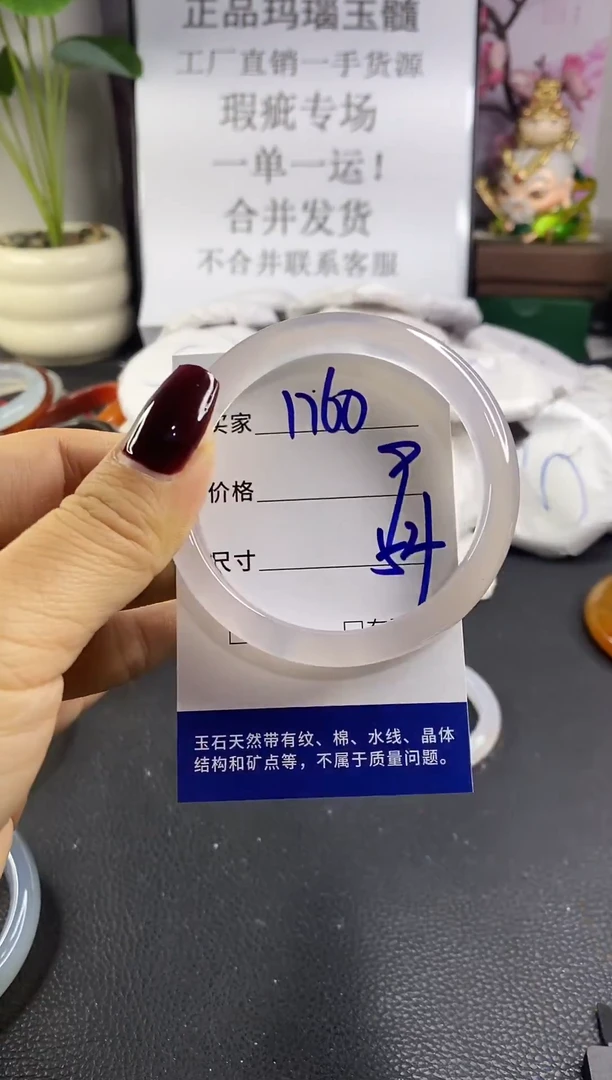 正品玛瑙玉髓
工厂直销一手货源
瑕疵专场
一单一运！
合并发货
不合并联系客服
买家 1760
价格
尺寸 54
玉石天然带有纹、棉、水线、晶体
结构和矿点等，不属于质量问题。